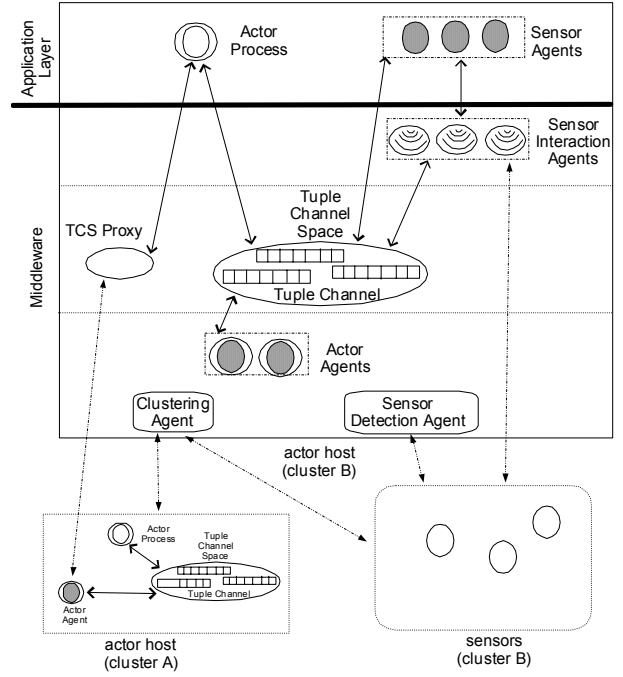 Application
Layer
Actor
Process
Sensor
Agents
Sensor
Interaction
Agents
Middleware
TCS Proxy
Tuple
Channel
Space
Tuple Channel
Actor
Agents
Clustering
Agent
Sensor
Detection Agent
actor host
(cluster B)
Actor
Process
Tuple
Channel
Space
Tuple Channel
Actor
Agent
actor host
(cluster A)
sensors
(cluster B)